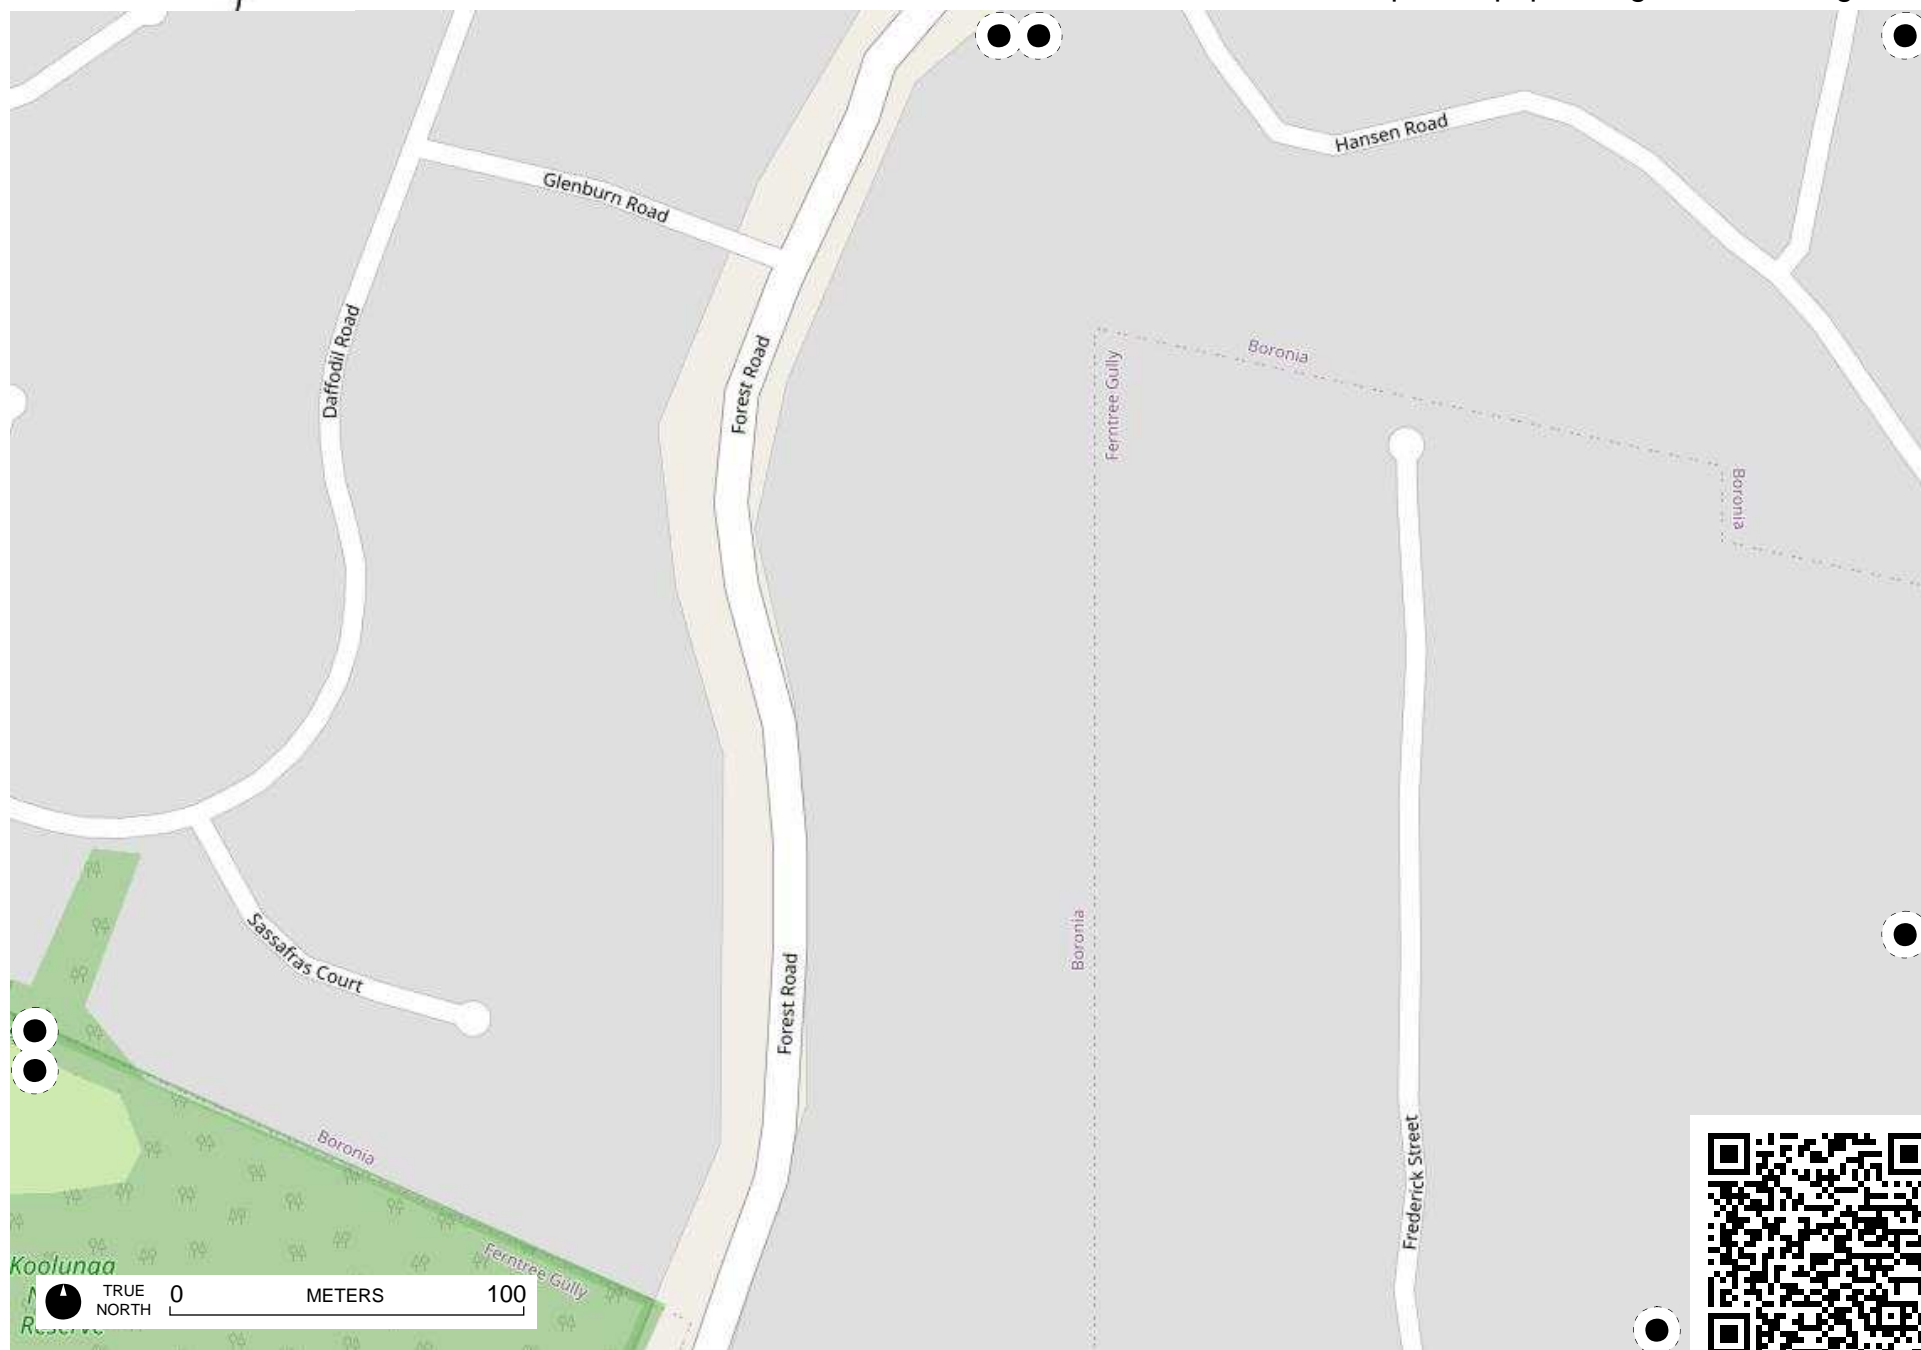 Hansen Road
Glenburn Road
Daffodil Road
Forest Road
Boronia
Ferntree Gully
Boronia
Boronia
Sassafras Court
Forest Road
Boronia
Frederick Street
Ferntree Gully
Koolunga
Reserve
TRUE
NORTH
0 METERS 100